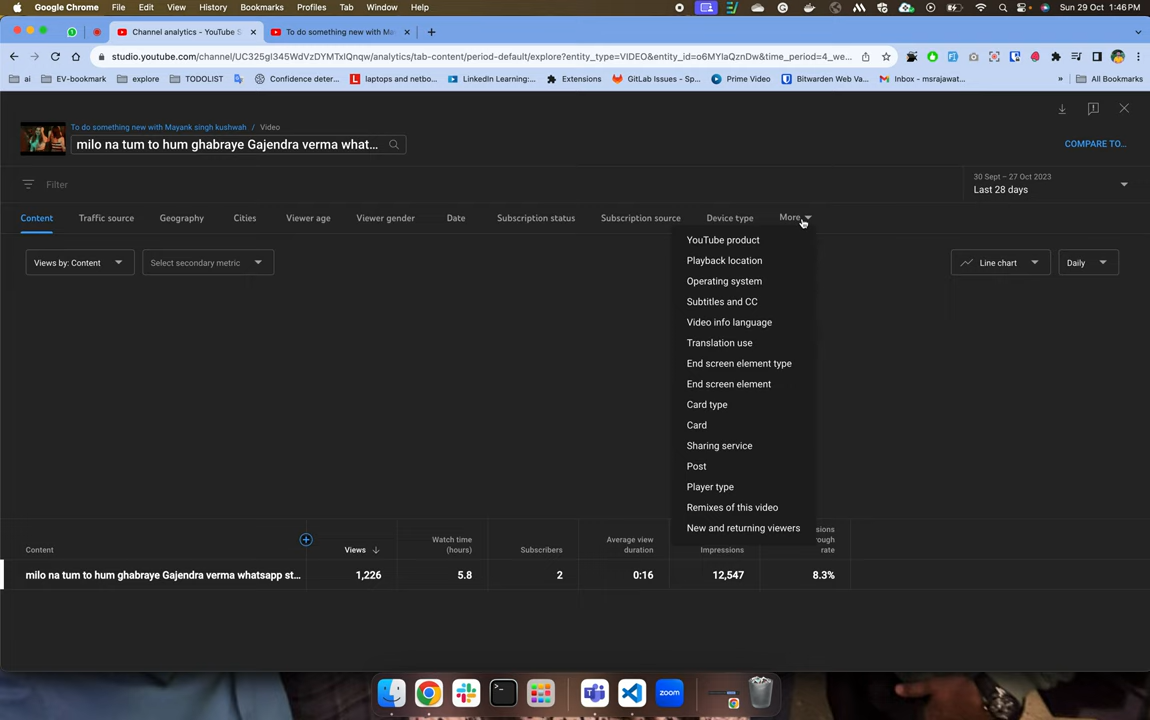 Google Chrome File Edit View History Bookmarks Profiles Tab Window Help Sun 29 Oct 1:46 PM
Channel analytics - YouTube S To do something new with Ma
studio.youtube.com/channel/UC325gI345WdVzDYMTxIQnqw/analytics/tab-content/period-default/explore?entity_type=VIDEO&entity_id=o6MYIaQznDw&time_period=4_we...
ai EV-bookmark explore TODOLIST Confidence deter... laptops and netbo... LinkedIn Learning:... Extensions GitLab Issues - Sp... Prime Video Bitwarden Web Va... Inbox - msrajawat... » All Bookmarks
To do something new with Mayank singh kushwah / Video
milo na tum to hum ghabraye Gajendra verma what...
COMPARE TO...
Filter
30 Sept – 27 Oct 2023
Last 28 days
Content Traffic source Geography Cities Viewer age Viewer gender Date Subscription status Subscription source Device type More
YouTube product
Playback location
Operating system
Subtitles and CC
Video info language
Translation use
End screen element type
End screen element
Card type
Card
Sharing service
Post
Player type
Remixes of this video
New and returning viewers
Views by: Content Select secondary metric Line chart Daily
Content Views Watch time (hours) Subscribers Average view duration Impressions
rough
rate
milo na tum to hum ghabraye Gajendra verma whatsapp st... 1,226 5.8 2 0:16 12,547 8.3%
zoom